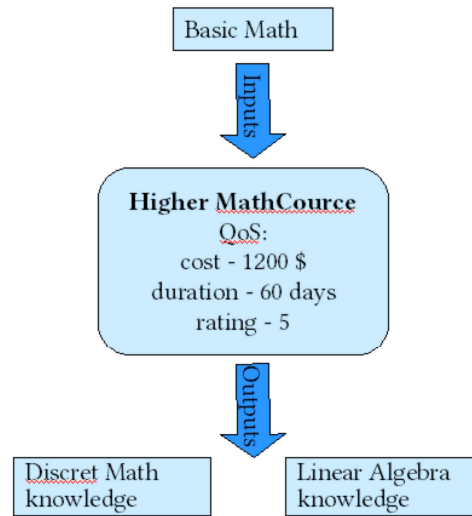 Basic Math
Inputs
Higher MathCource
QoS:
cost - 1200 $
duration - 60 days
rating - 5
Outputs
Discret Math
knowledge
Linear Algebra
knowledge